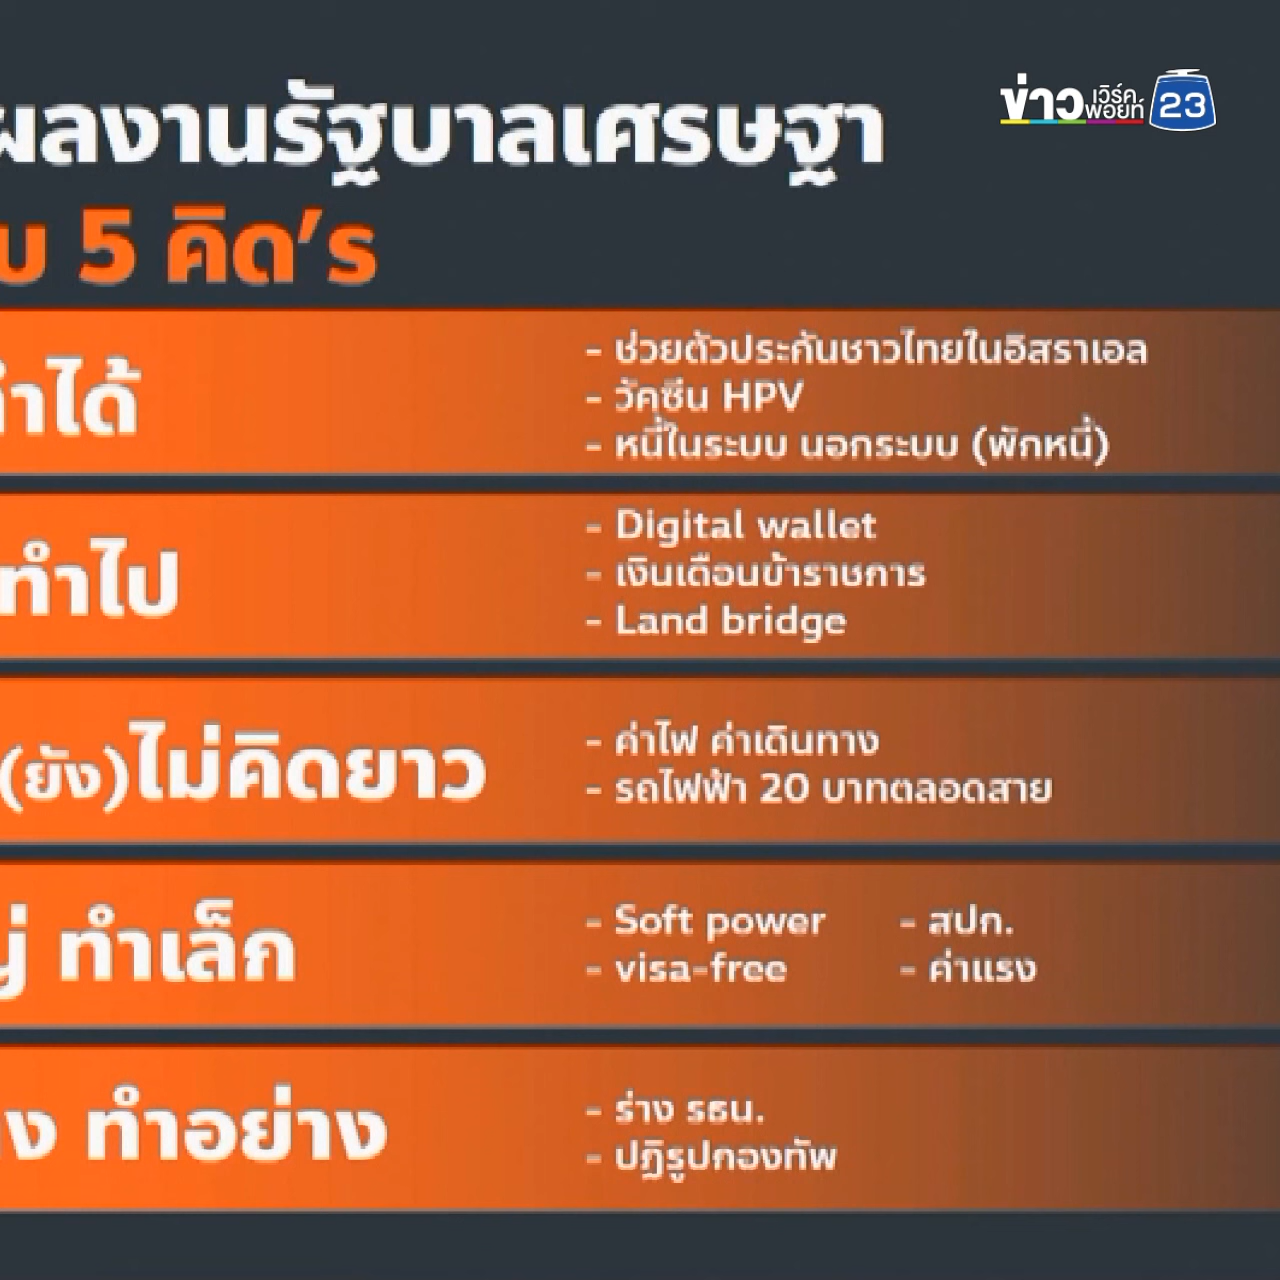 ผลงานรัฐบาลเศรษฐา
ข่าว เวิร์คพอยท์ 23
5 คิด’s
ทำได้
- ช่วยตัวประกันชาวไทยในอิสราเอล
- วัคซีน HPV
- หนี้ในระบบ นอกระบบ (พักหนี้)
ทำไป
- Digital wallet
- เงินเดือนข้าราชการ
- Land bridge
(ยัง)ไม่คิดยาว
- ค่าไฟ ค่าเดินทาง
- รถไฟฟ้า 20 บาทตลอดสาย
ทำเล็ก
- Soft power - สปก.
- visa-free - ค่าแรง
ทำอย่าง
- ร่าง รธน.
- ปฏิรูปกองทัพ